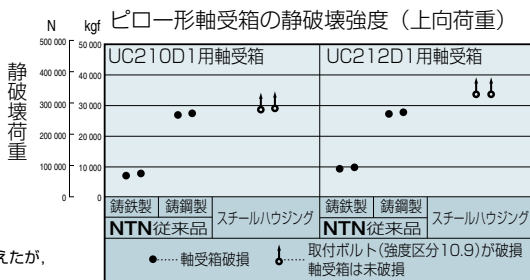 ピロー形軸受箱の静破壊強度（上向荷重）
N
kgf
500 000
50 000
400 000
40 000
300 000
30 000
200 000
20 000
100 000
10 000
0
0
静破壊荷重
UC210D1用軸受箱
UC212D1用軸受箱
鋳鉄製
鋳鋼製
スチールハウジング
NTN従来品
鋳鉄製
鋳鋼製
スチールハウジング
NTN従来品
えたが，
●……軸受箱破損
……取付ボルト（強度区分10.9）が破損
軸受箱は未破損